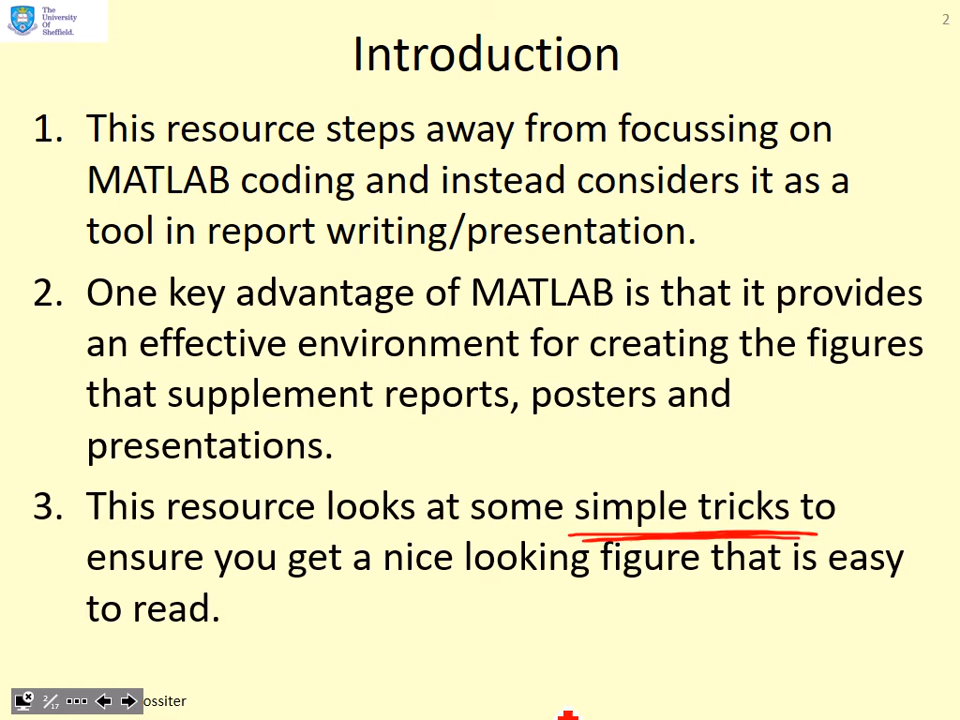 The
University
Of
Sheffield.
2
Introduction
1. This resource steps away from focussing on
MATLAB coding and instead considers it as a
tool in report writing/presentation.
2. One key advantage of MATLAB is that it provides
an effective environment for creating the figures
that supplement reports, posters and
presentations.
3. This resource looks at some simple tricks to
ensure you get a nice looking figure that is easy
to read.
2/17
ossiter